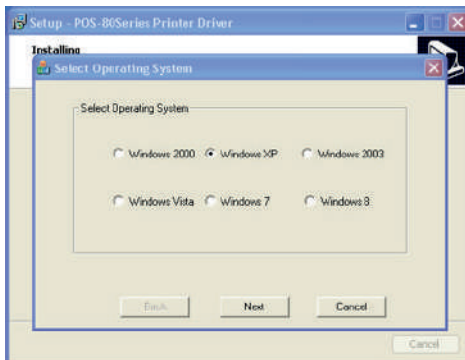 Setup - POS-80Series Printer Driver
Installing
Select Operating System
Select Operating System
Windows 2000 Windows XP Windows 2003
Windows Vista Windows 7 Windows 8
Back Next Cancel
Cancel